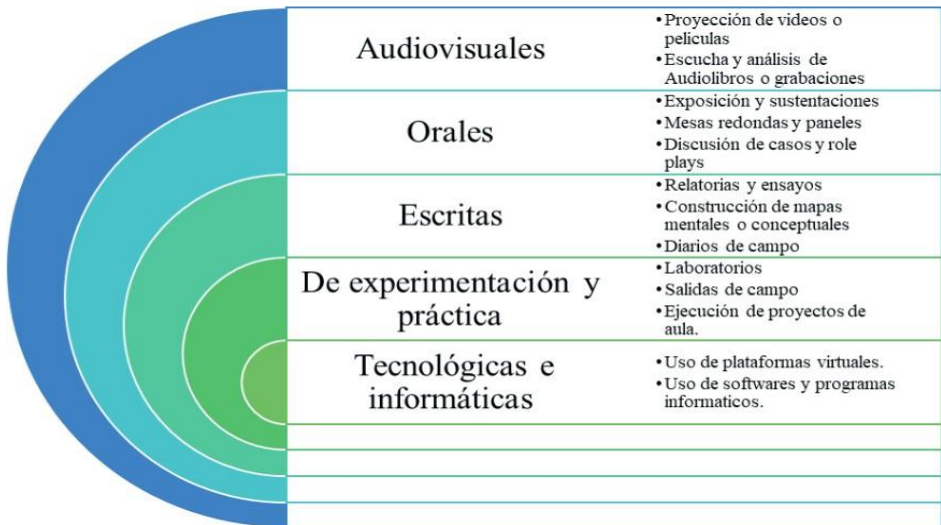 Audiovisuales
•Proyección de videos o
peliculas
•Escucha y análisis de
Audiolibros o grabaciones
Orales
•Exposición y sustentaciones
•Mesas redondas y paneles
•Discusión de casos y role
plays
Escritas
•Relatorias y ensayos
•Construcción de mapas
mentales o conceptuales
•Diarios de campo
De experimentación y
práctica
•Laboratorios
•Salidas de campo
•Ejecución de proyectos de
aula.
Tecnológicas e
informáticas
•Uso de plataformas virtuales.
•Uso de softwares y programas
informaticos.